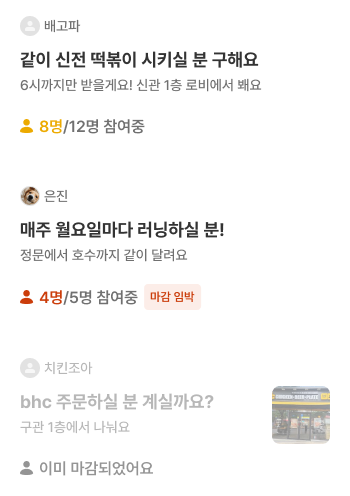 배고파
같이 신전 떡볶이 시키실 분 구해요
6시까지만 받을게요! 신관 1층 로비에서 봬요
8명/12명 참여중
은진
매주 월요일마다 러닝하실 분!
정문에서 호수까지 같이 달려요
4명/5명 참여중 마감 임박
치킨조아
bhc 주문하실 분 계실까요?
구관 1층에서 나눠요
이미 마감되었어요